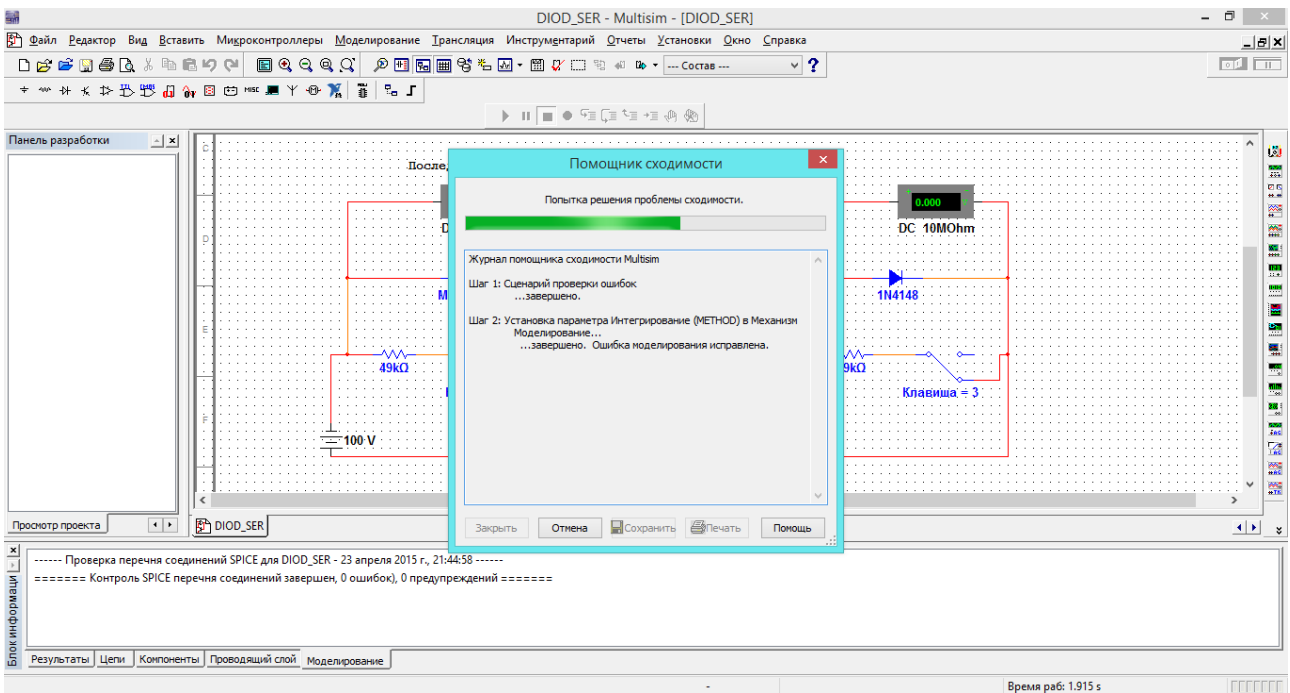 DIOD_SER - Multisim - [DIOD_SER]
Файл Редактор Вид Вставить Микроконтроллеры Моделирование Трансляция Инструментарий Отчеты Установки Окно Справка
--- Состав ---
MISC
Панель разработки
После
Помощник сходимости
Попытка решения проблемы сходимости.
0.000
DC 10MOhm
Журнал помощника сходимости Multisim
Шаг 1: Сценарий проверки ошибок
...завершено.
1N4148
Шаг 2: Установка параметра Интегрирование (METHOD) в Механизм
Моделирование...
...завершено. Ошибка моделирования исправлена.
49kΩ
9kΩ
Клавиша = 3
100 V
Закрыть Отмена Сохранить Печать Помощь
Просмотр проекта
DIOD_SER
------ Проверка перечня соединений SPICE для DIOD_SER - 23 апреля 2015 г., 21:44:58 ------
======= Контроль SPICE перечня соединений завершен, 0 ошибок), 0 предупреждений =======
Блок информаци
Результаты Цепи Компоненты Проводящий слой Моделирование
-
Время раб: 1.915 s